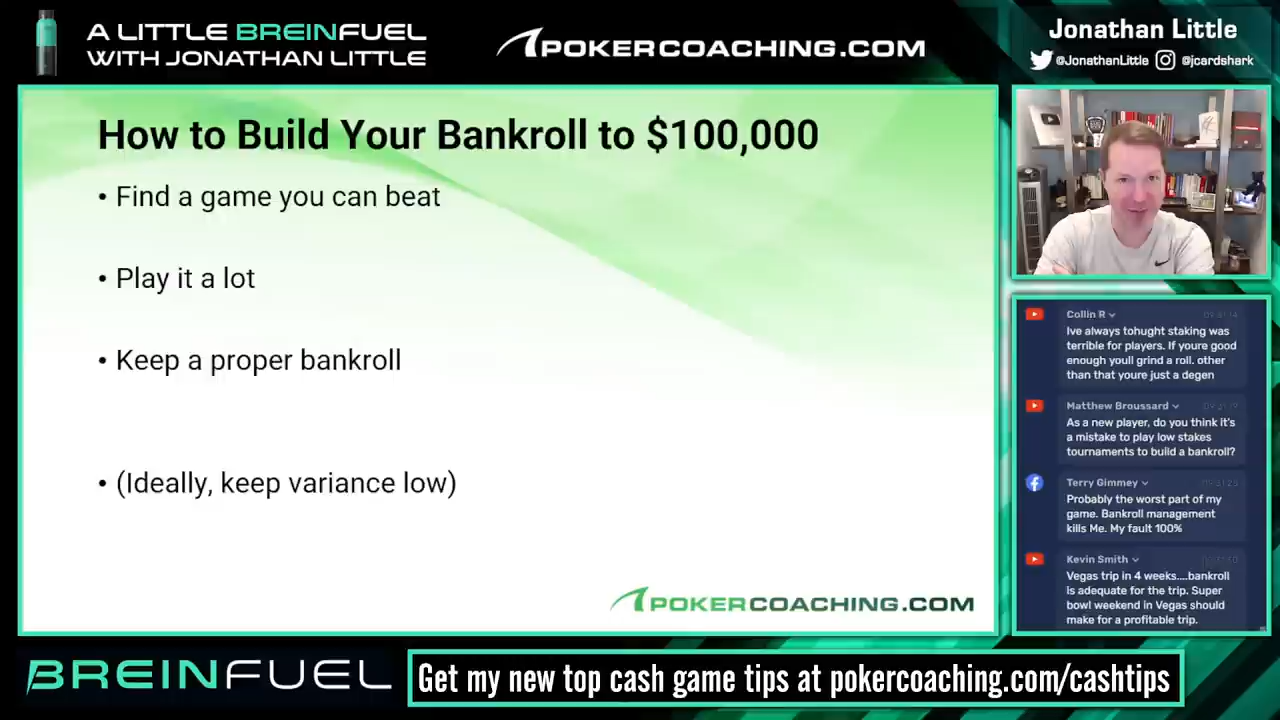 A LITTLE BREINFUEL
WITH JONATHAN LITTLE
POKERCOACHING.COM
Jonathan Little
@JonathanLittle @jcardshark
How to Build Your Bankroll to $100,000
• Find a game you can beat
• Play it a lot
• Keep a proper bankroll
• (Ideally, keep variance low)
POKERCOACHING.COM
Collin R
Ive always tohught staking was
terrible for players. If youre good
enough youll grind a roll. other
than that youre just a degen
Matthew Broussard
As a new player, do you think it's
a mistake to play low stakes
tournaments to build a bankroll?
Terry Gimmey
Probably the worst part of my
game. Bankroll management
kills Me. My fault 100%
Kevin Smith
Vegas trip in 4 weeks....bankroll
is adequate for the trip. Super
bowl weekend in Vegas should
make for a profitable trip.
BREINFUEL
Get my new top cash game tips at pokercoaching.com/cashtips